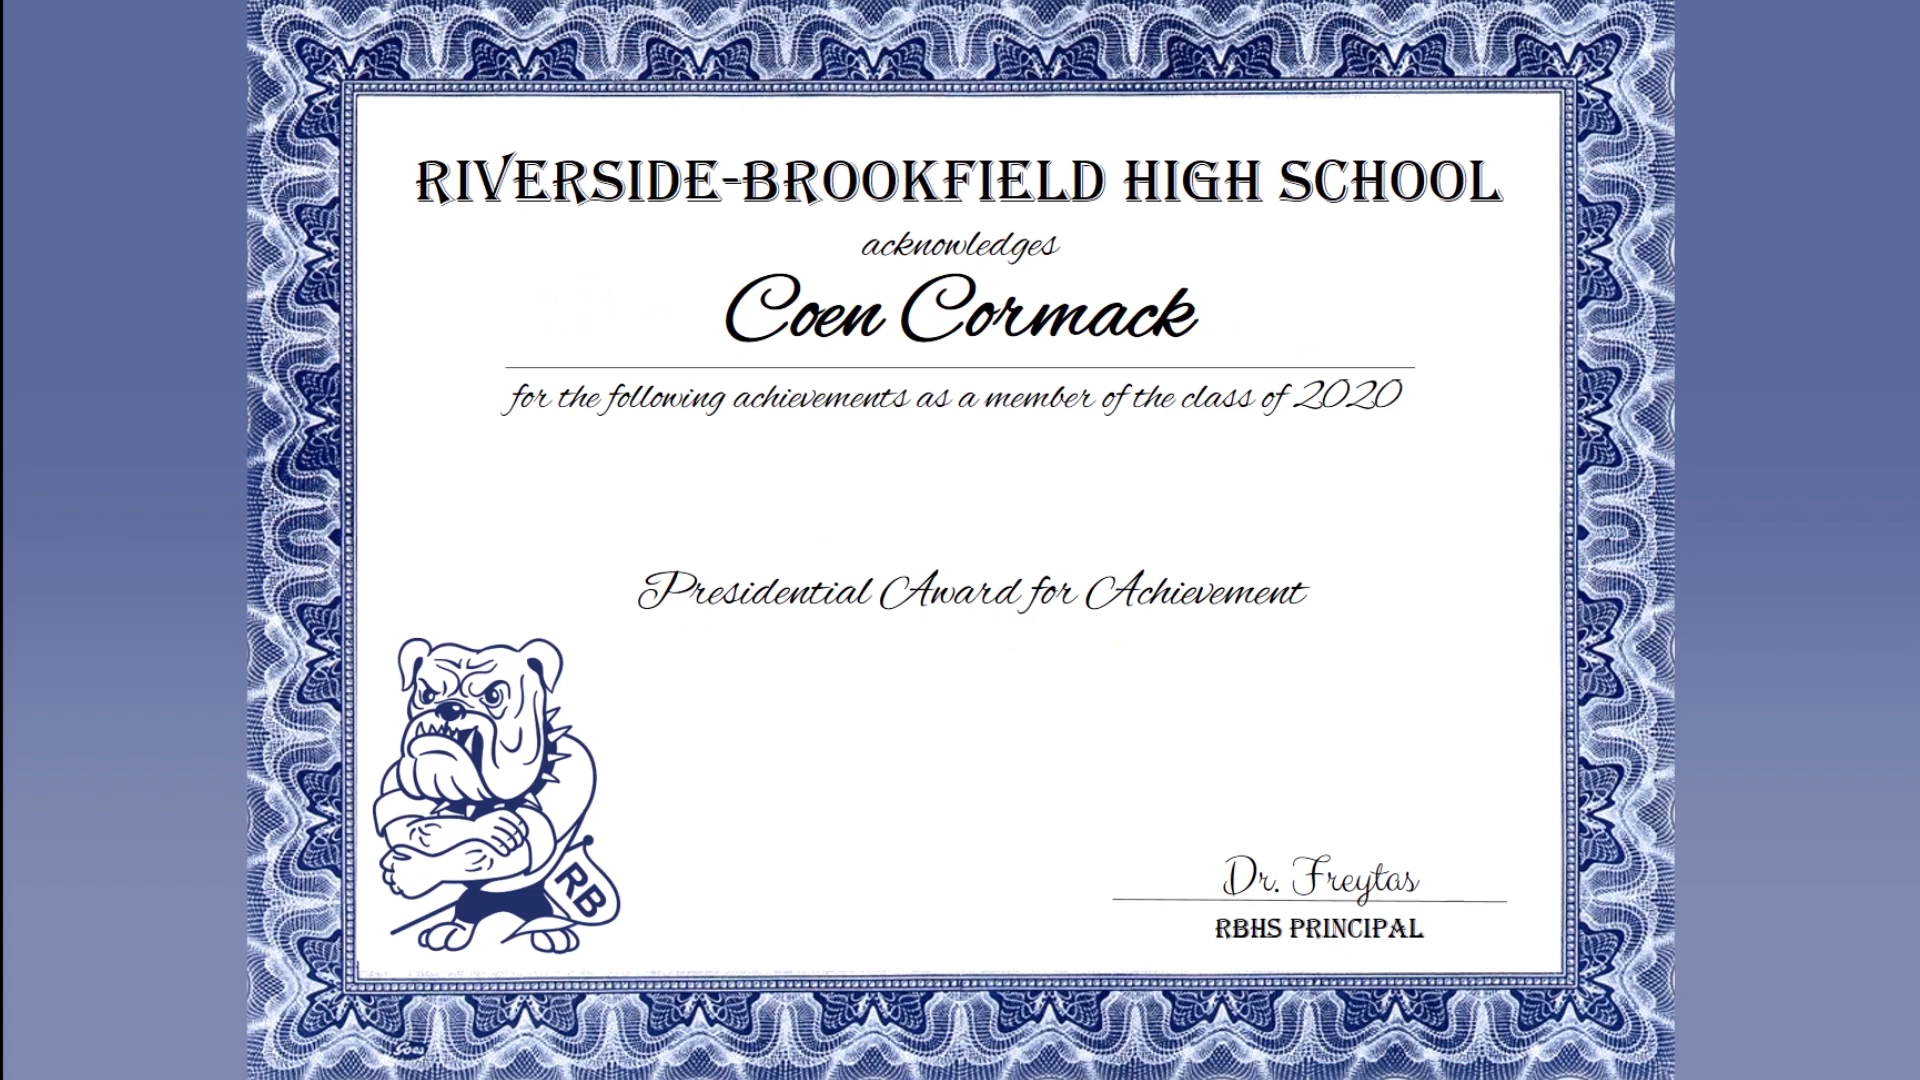 RIVERSIDE-BROOKFIELD HIGH SCHOOL
acknowledges
Coen Cormack
for the following achievements as a member of the class of 2020
Presidential Award for Achievement
RB
Dr. Freytas
RBHS PRINCIPAL
Goes